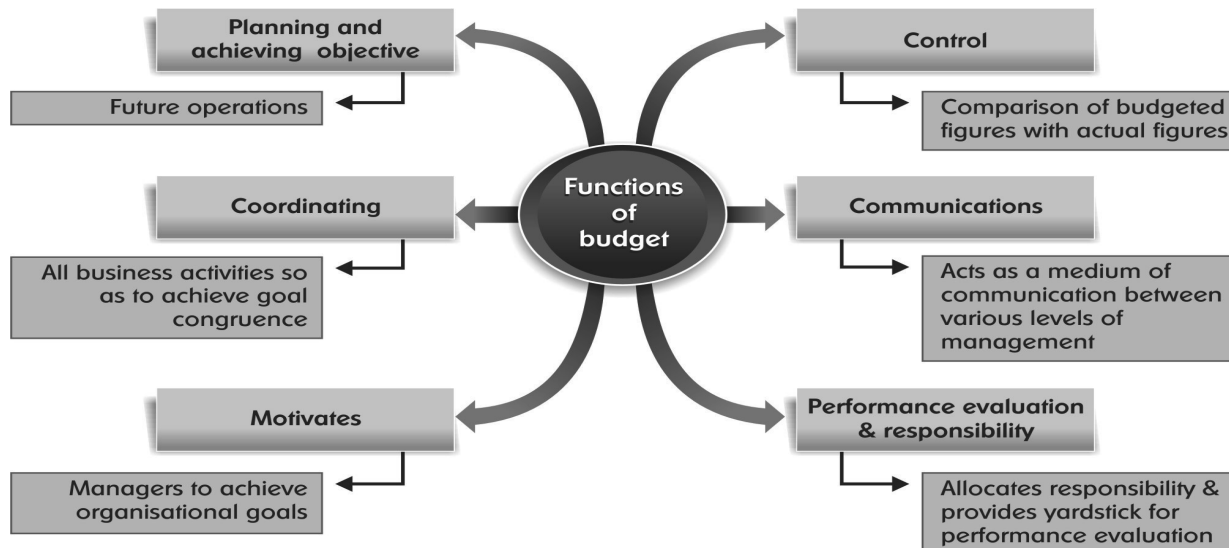 Functions
of
budget
Planning and
achieving objective
Future operations
Coordinating
All business activities so
as to achieve goal
congruence
Motivates
Managers to achieve
organisational goals
Control
Comparison of budgeted
figures with actual figures
Communications
Acts as a medium of
communication between
various levels of
management
Performance evaluation
& responsibility
Allocates responsibility &
provides yardstick for
performance evaluation